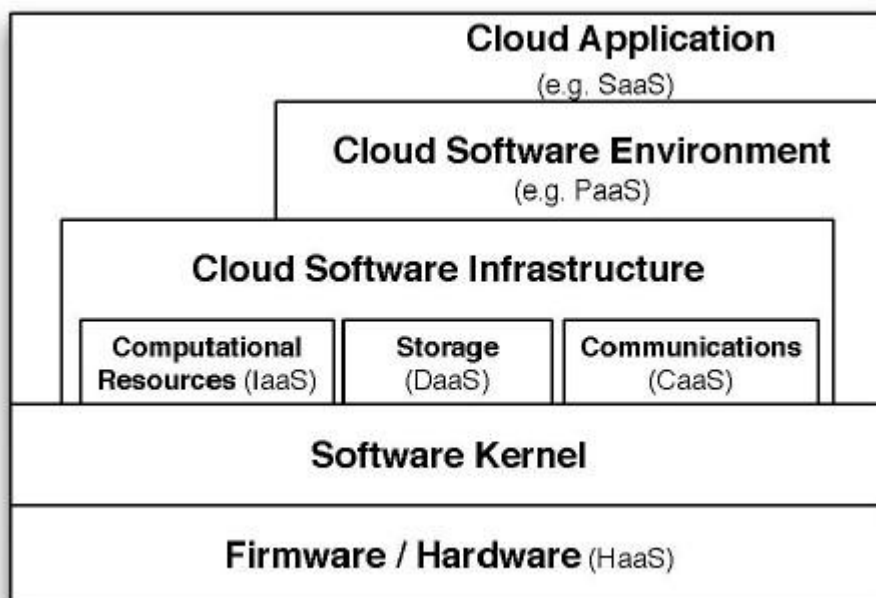 Cloud Application
(e.g. SaaS)
Cloud Software Environment
(e.g. PaaS)
Cloud Software Infrastructure
Computational
Resources (IaaS)
Storage
(DaaS)
Communications
(CaaS)
Software Kernel
Firmware / Hardware (HaaS)